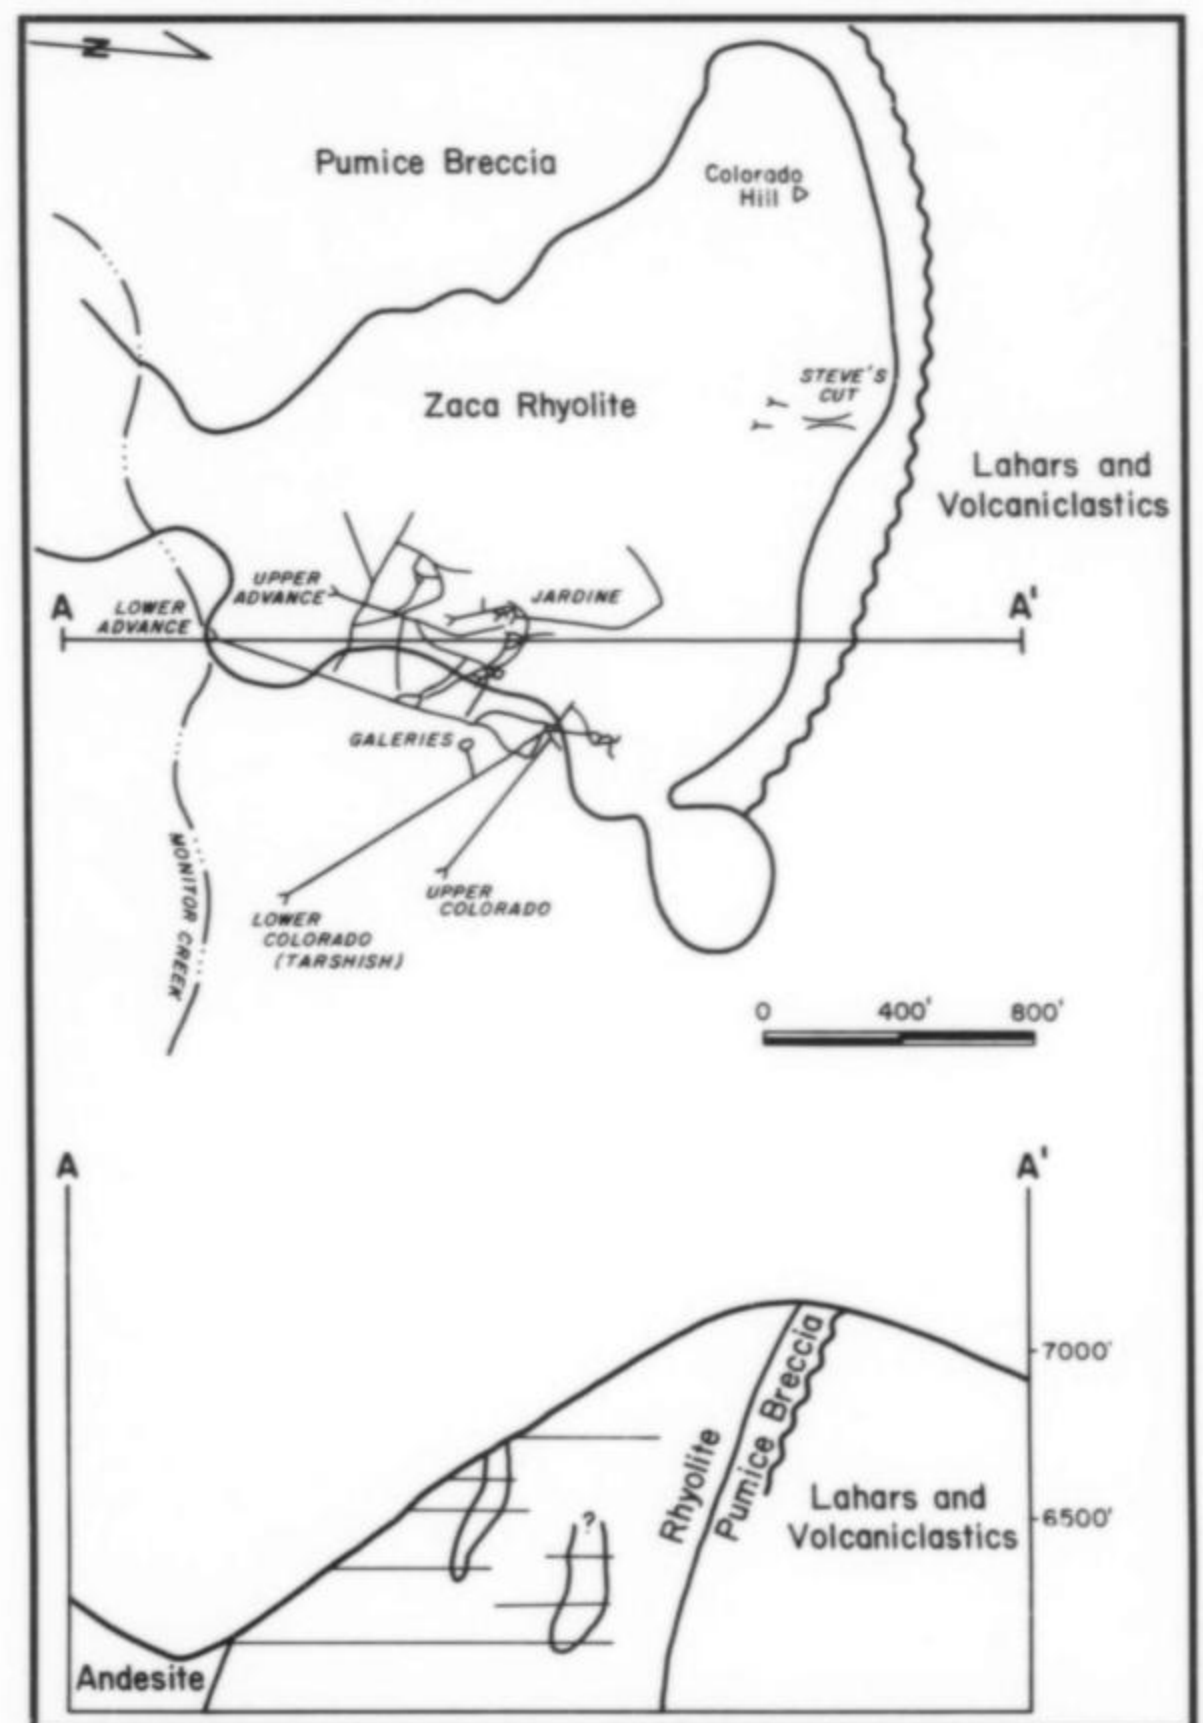 N
Pumice Breccia
Colorado
Hill
Zaca Rhyolite
STEVE'S
CUT
Lahars and
Volcaniclastics
A
UPPER
ADVANCE
LOWER
ADVANCE
JARDINE
A'
GALERIES
MONITOR CREEK
UPPER
COLORADO
LOWER
COLORADO
(TARSHISH)
0 400' 800'
A
A'
7000'
Rhyolite
Pumice Breccia
Lahars and
Volcaniclastics
6500'
?
Andesite